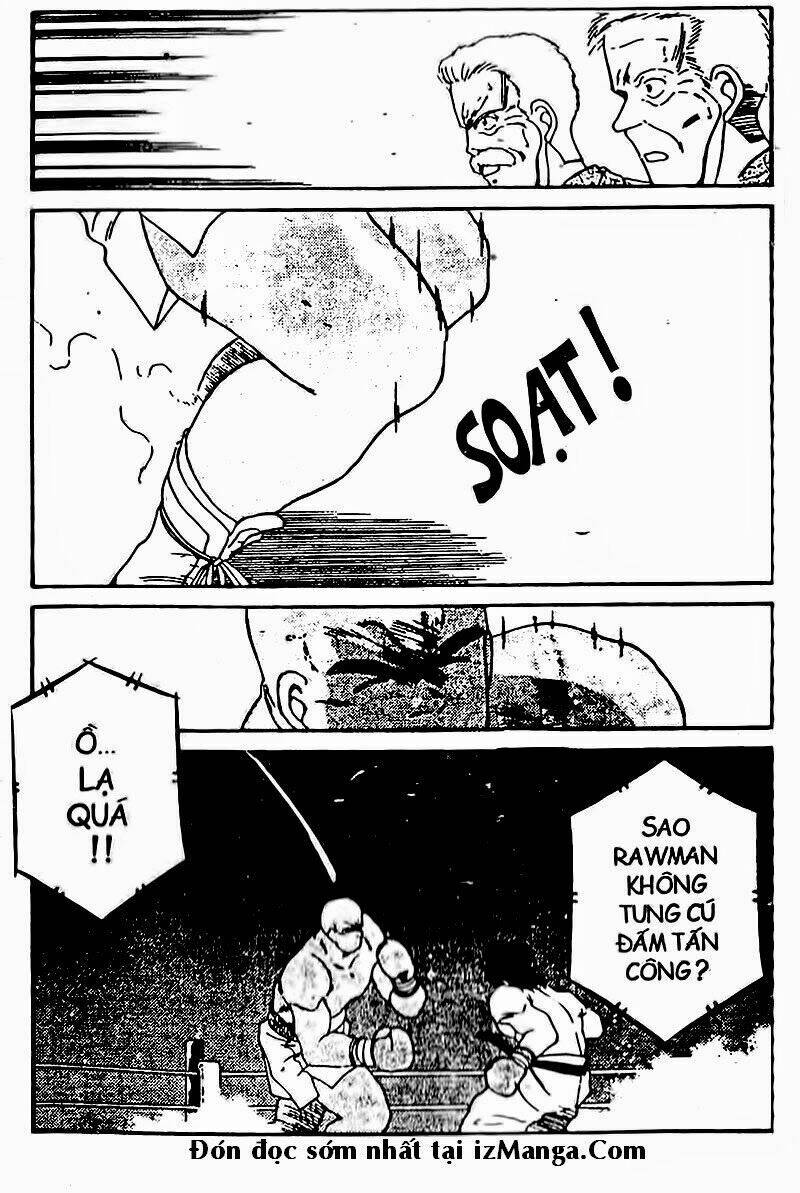 SOẠT!
Ồ...
LẠ
QUÁ
!!
SAO
RAWMAN
KHÔNG
TUNG CÚ
ĐẤM TẤN
CÔNG?
Đón đọc sớm nhất tại izManga.Com